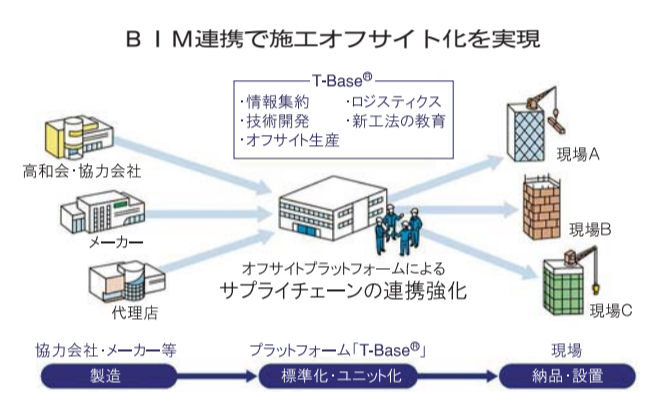 ＢＩＭ連携で施工オフサイト化を実現
T-Base®
・情報集約　・ロジスティクス
・技術開発　・新工法の教育
・オフサイト生産
高和会・協力会社
メーカー
代理店
オフサイトプラットフォームによる
サプライチェーンの連携強化
現場A
現場B
現場C
協力会社・メーカー等　プラットフォーム「T-Base®」　現場
製造　標準化・ユニット化　納品・設置